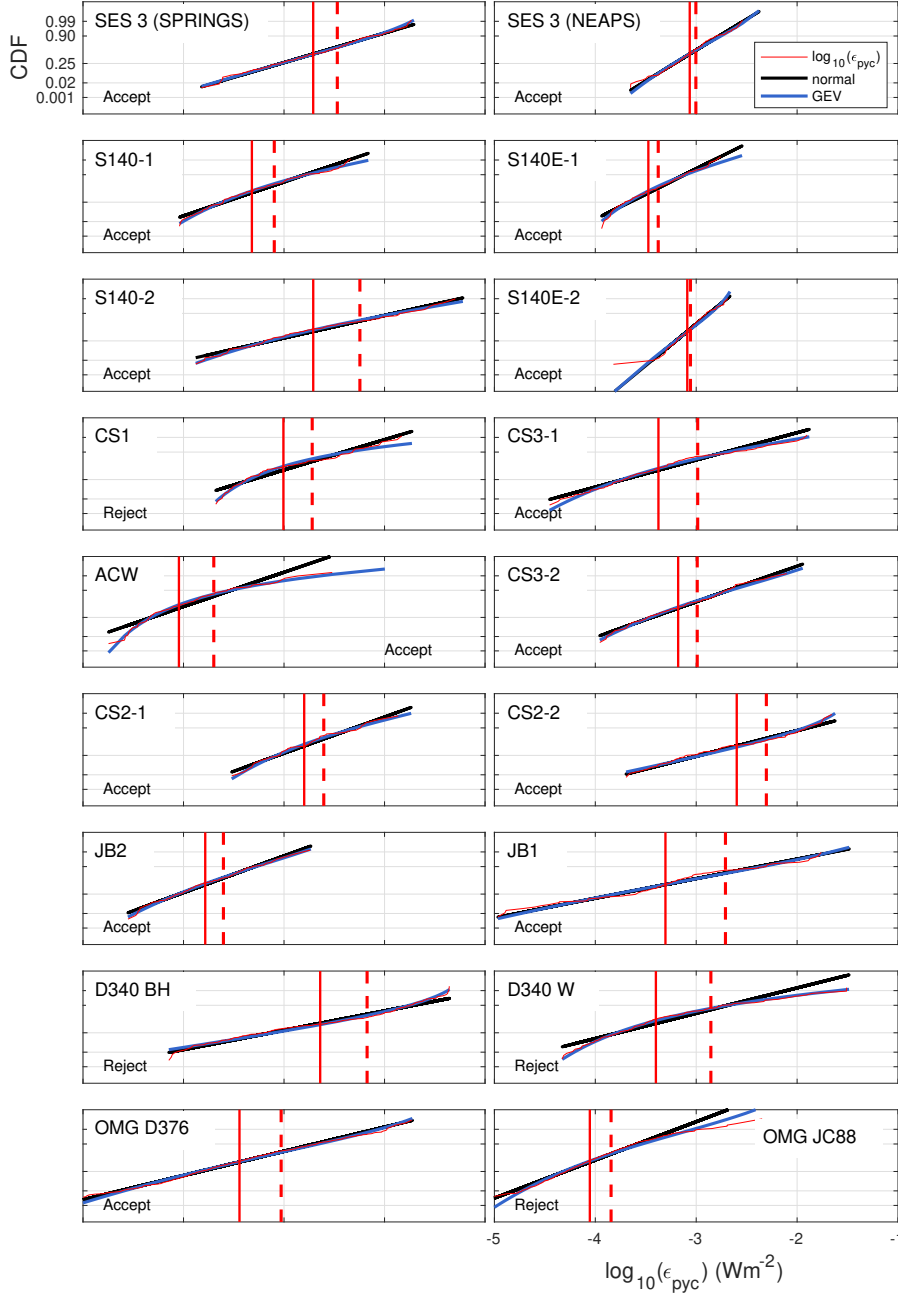 SES 3 (SPRINGS)
SES 3 (NEAPS)
CDF
0.99
0.90
0.25
0.02
0.001
Accept
Accept
log10(ϵpyc)
normal
GEV
S140-1
Accept
S140E-1
Accept
S140-2
Accept
S140E-2
Accept
CS1
Reject
CS3-1
Accept
ACW
Accept
CS3-2
Accept
CS2-1
Accept
CS2-2
Accept
JB2
Accept
JB1
Accept
D340 BH
Reject
D340 W
Reject
OMG D376
Accept
OMG JC88
Reject
-5 -4 -3 -2 -1
log10(ϵpyc) (Wm-2)